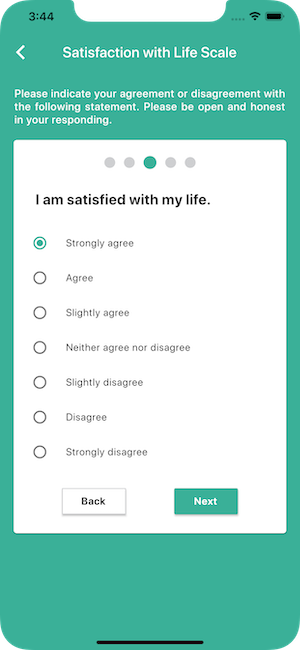 3:44
Satisfaction with Life Scale
Please indicate your agreement or disagreement with
the following statement. Please be open and honest
in your responding.
I am satisfied with my life.
Strongly agree
Agree
Slightly agree
Neither agree nor disagree
Slightly disagree
Disagree
Strongly disagree
Back
Next